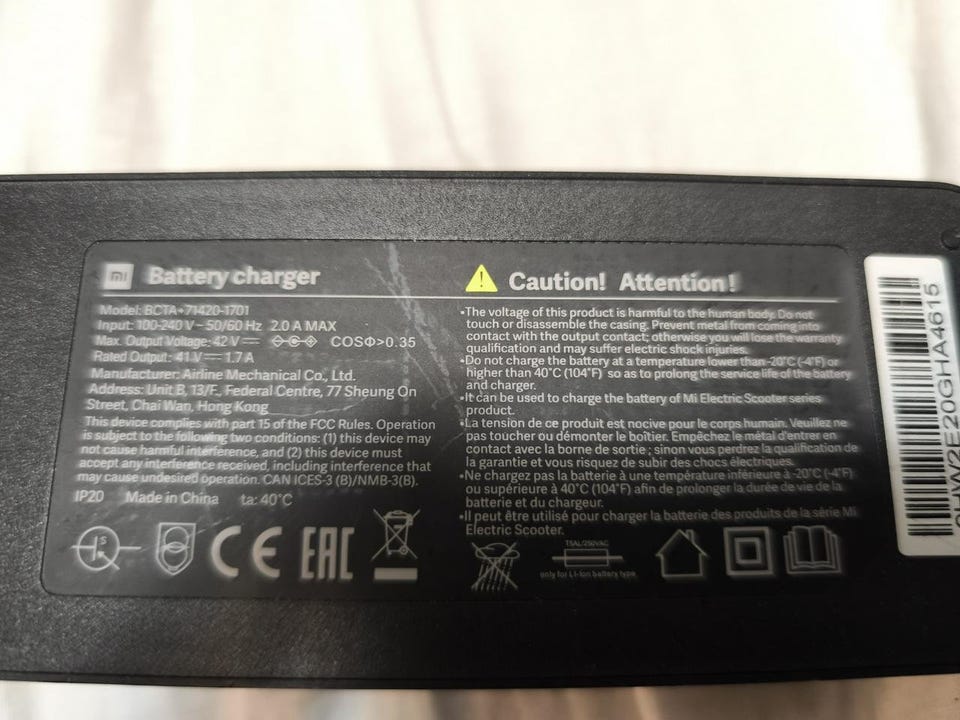 mi Battery charger
Model: BCTA+71420-1701
Input: 100-240 V~50/60 Hz 2.0 A MAX
Max. Output Voltage: 42 V⎓ COSΦ>0.35
Rated Output: 41 V⎓ 1.7 A
Manufacturer: Airline Mechanical Co., Ltd.
Address: Unit B, 13/F., Federal Centre, 77 Sheung On
Street, Chai Wan, Hong Kong
This device complies with part 15 of the FCC Rules. Operation
is subject to the following two conditions: (1) this device may
not cause harmful interference, and (2) this device must
accept any interference received, including interference that
may cause undesired operation. CAN ICES-3 (B)/NMB-3(B).
IP20 Made in China ta: 40°C
S
CE EAC
Caution! Attention!
•The voltage of this product is harmful to the human body. Do not
touch or disassemble the casing. Prevent metal from coming into
contact with the output contact; otherwise you will lose the warranty
qualification and may suffer electric shock injuries.
•Do not charge the battery at a temperature lower than-20°C (-4°F) or
higher than 40°C (104°F) so as to prolong the service life of the battery
and charger.
•It can be used to charge the battery of Mi Electric Scooter series
product.
•La tension de ce produit est nocive pour le corps humain. Veuillez ne
pas toucher ou démonter le boîtier. Empêchez le métal d'entrer en
contact avec la borne de sortie ; sinon vous perdrez la qualification de
la garantie et vous risquez de subir des chocs électriques.
•Ne chargez pas la batterie à une température inférieure à -20°C (-4°F)
ou supérieure à 40°C (104°F) afin de prolonger la durée de vie de la
batterie et du chargeur.
•Il peut être utilisé pour charger la batterie des produits de la série Mi
Electric Scooter.
T5AL/250VAC
only for Li-Ion battery type
HW2E20GHA4615